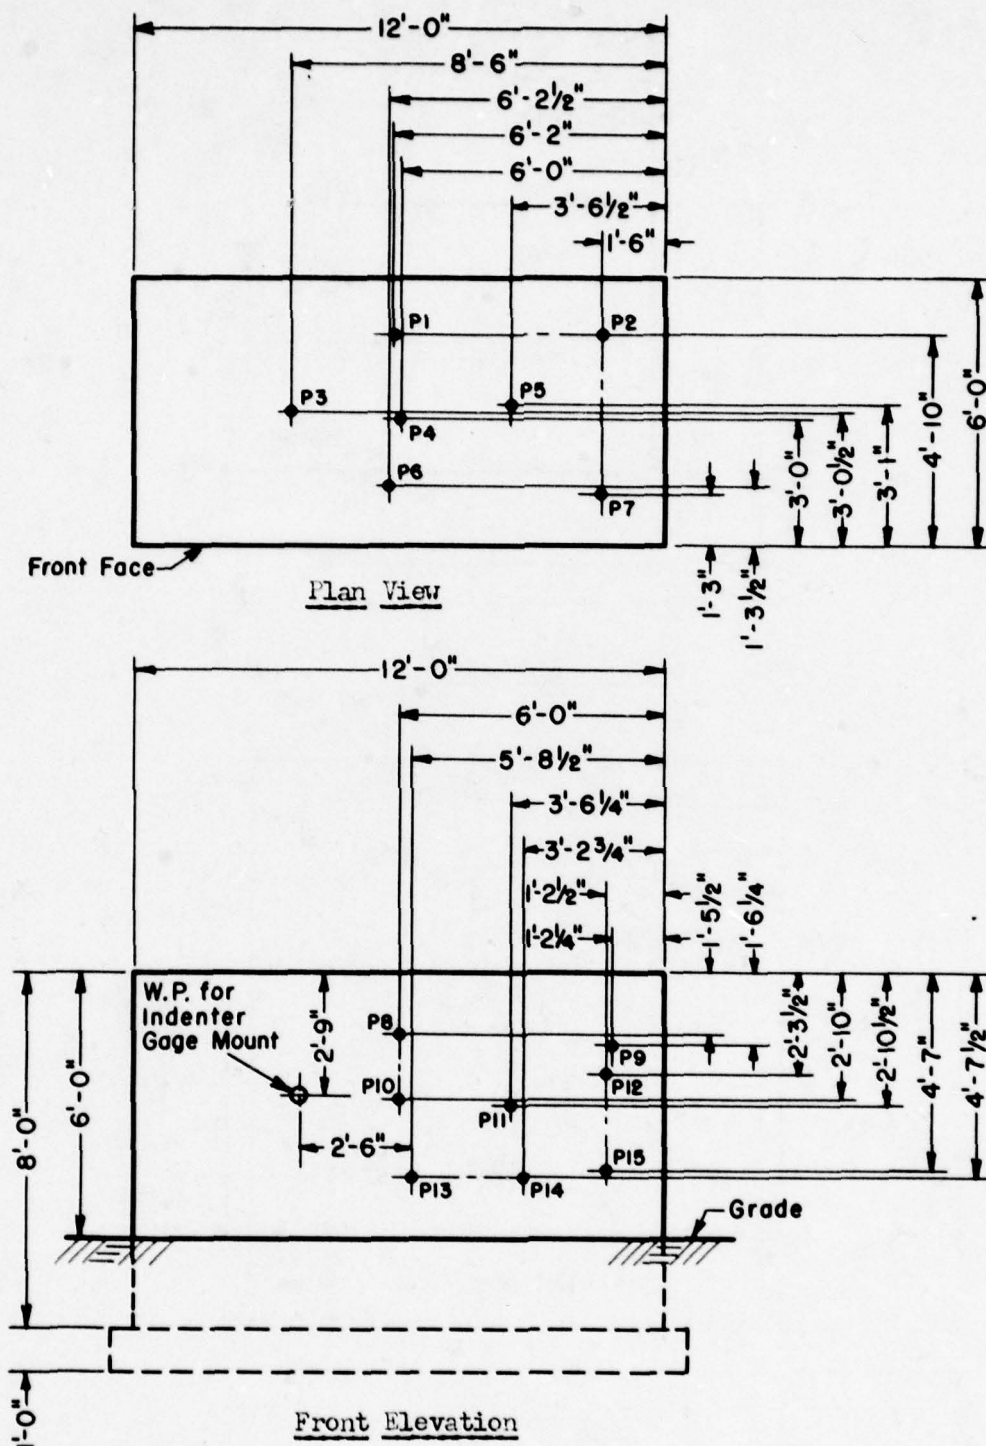 12'-0"
8'-6"
6'-2½"
6'-2"
6'-0"
3'-6½"
1'-6"
P1
P2
P3
P5
P4
P6
P7
6'-0"
4'-10"
3'-1"
3'-0½"
3'-0"
1'-3"
1'-3½"
Front Face
Plan View
12'-0"
6'-0"
5'-8½"
3'-6¼"
3'-2¾"
1'-2½"
1'-2¼"
1'-5½"
1'-6¼"
W.P. for
Indenter
Gage Mount
2'-9"
P8
P9
P10
P12
P11
2'-6"
P13
P14
P15
2'-3½"
2'-10"
2'-10½"
4'-7"
4'-7½"
8'-0"
6'-0"
Grade
Front Elevation